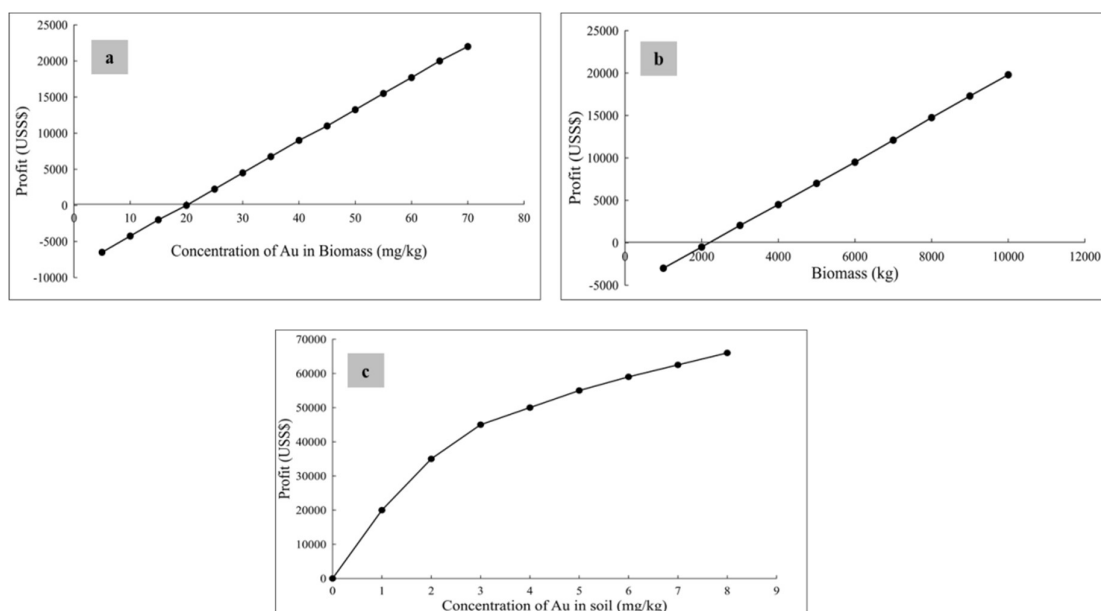 25000
20000
15000
10000
5000
0
-5000
-10000
a
Profit (USS$)
0 10 20 30 40 50 60 70 80
Concentration of Au in Biomass (mg/kg)
25000
20000
15000
10000
5000
0
-5000
b
Profit (USS$)
0 2000 4000 6000 8000 10000 12000
Biomass (kg)
70000
60000
50000
40000
30000
20000
10000
0
c
Profit (USS$)
0 1 2 3 4 5 6 7 8 9
Concentration of Au in soil (mg/kg)